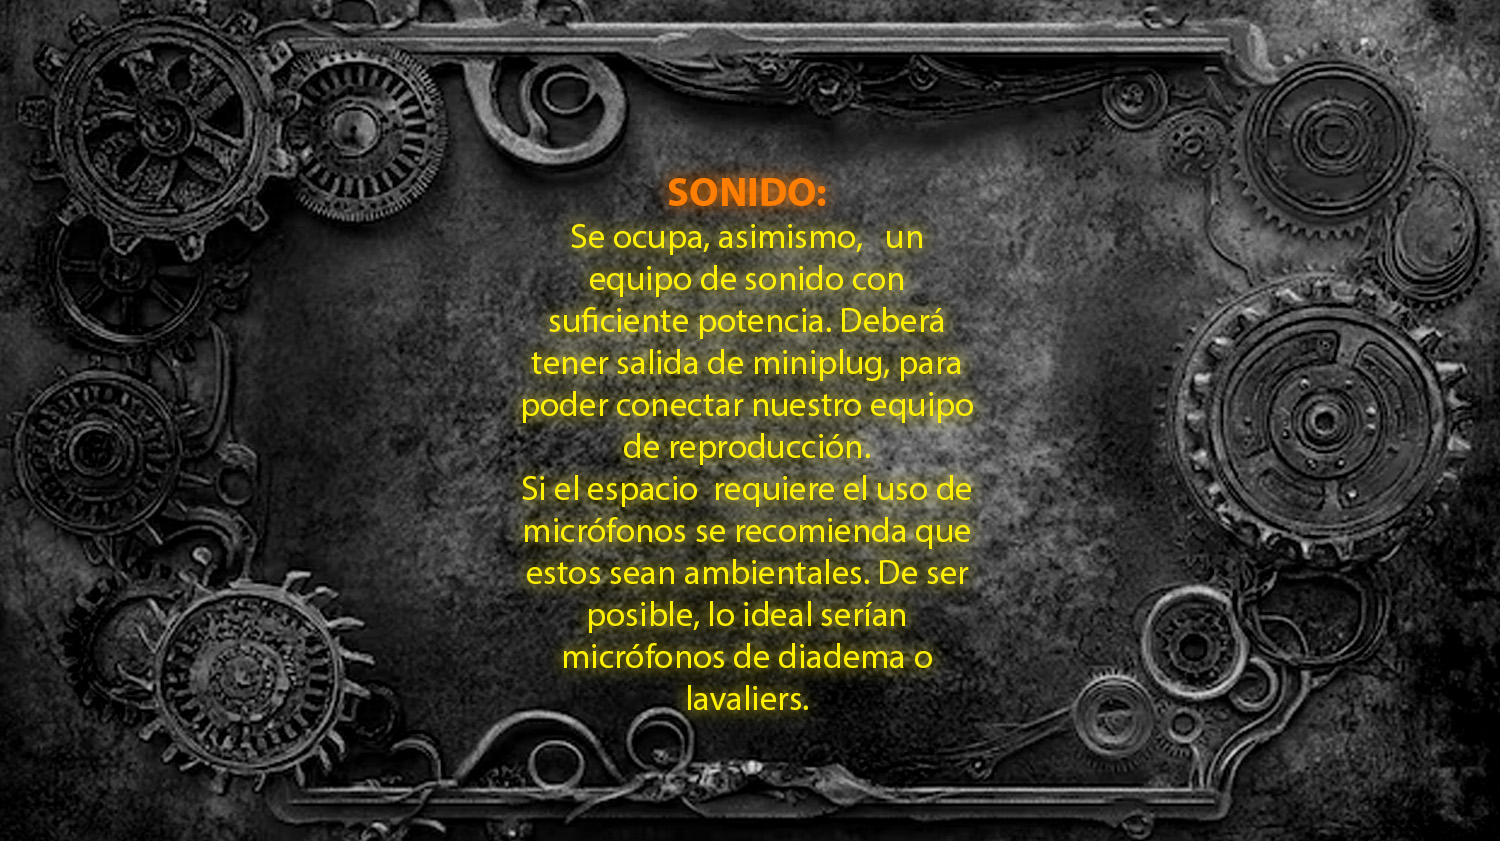 SONIDO:
Se ocupa, asimismo,   un
equipo de sonido con
suficiente potencia. Deberá
tener salida de miniplug, para
poder conectar nuestro equipo
de reproducción.
Si el espacio  requiere el uso de
micrófonos se recomienda que
estos sean ambientales. De ser
posible, lo ideal serían
micrófonos de diadema o
lavaliers.